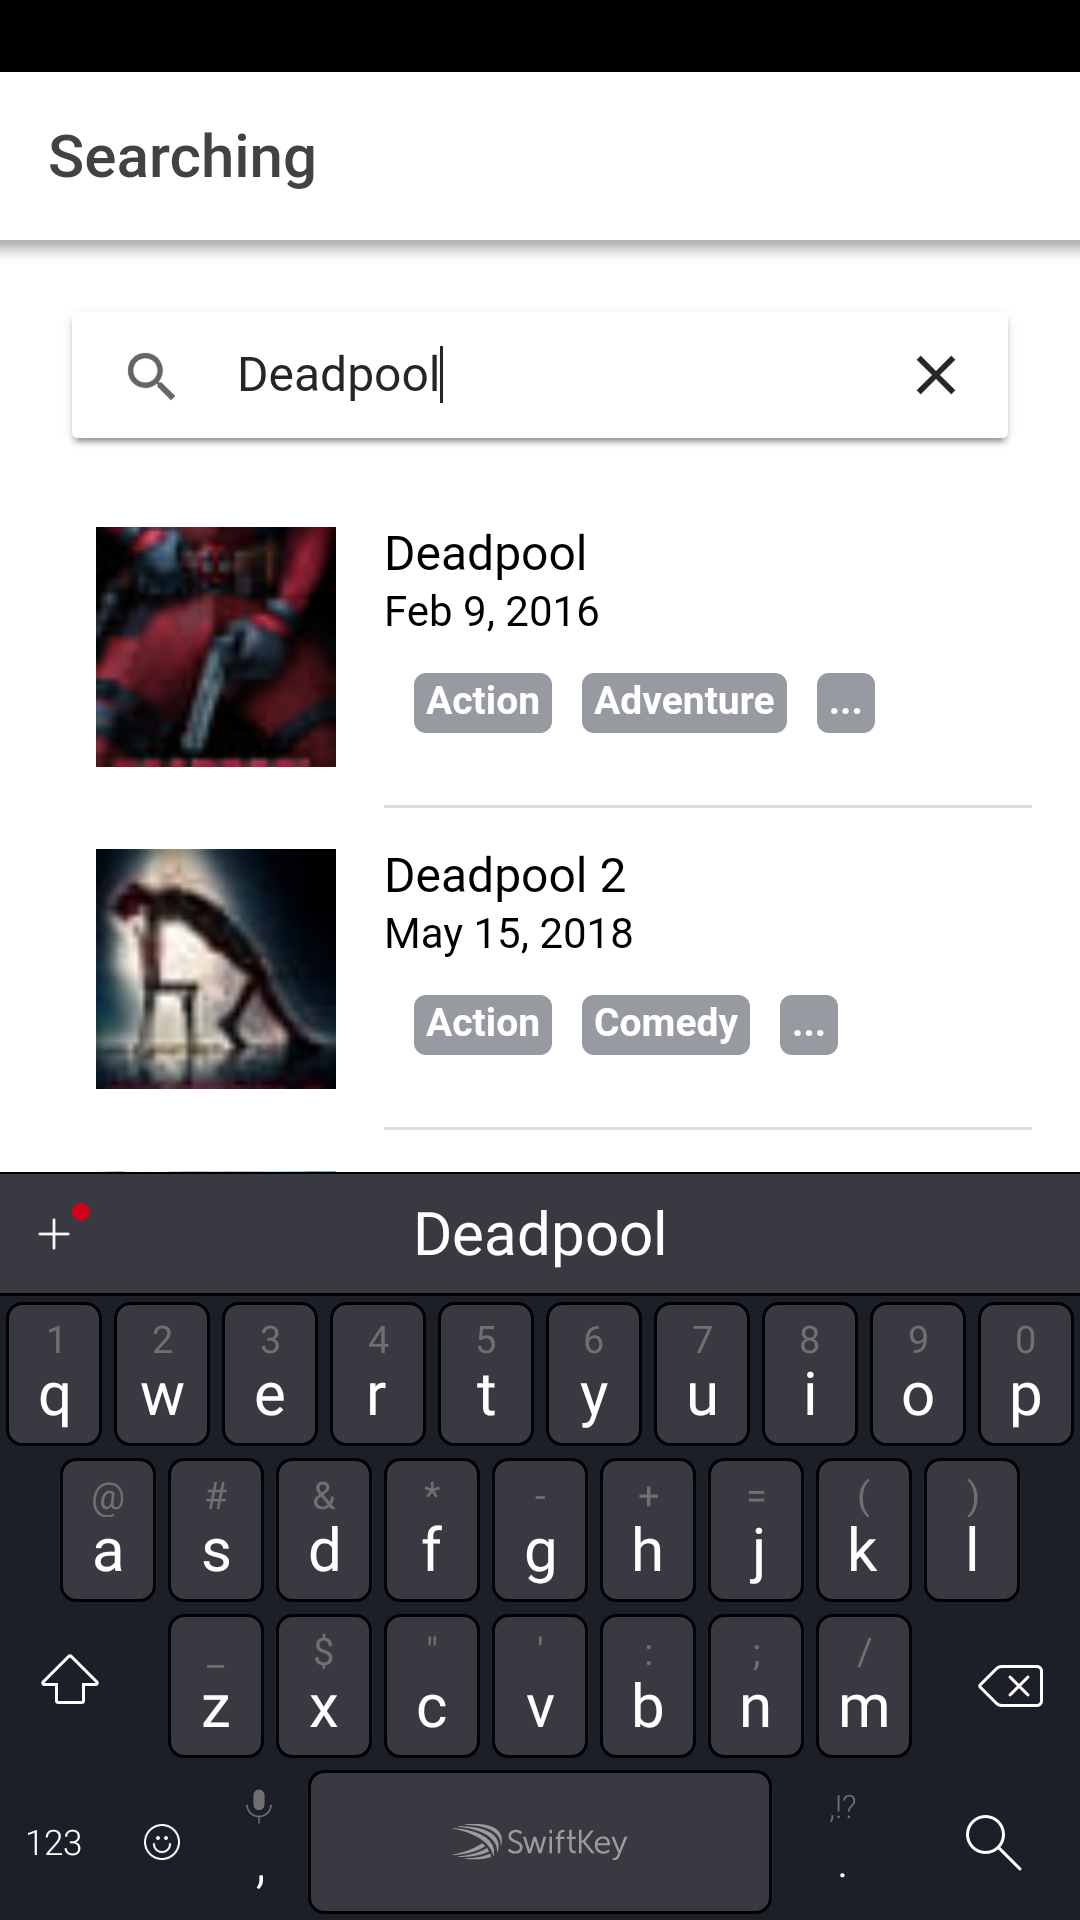 Searching
Deadpool
Deadpool
Feb 9, 2016
Action Adventure ...
Deadpool 2
May 15, 2018
Action Comedy ...
Deadpool
1 2 3 4 5 6 7 8 9 0
q w e r t y u i o p
@ # & * - + = ( )
a s d f g h j k l
_ $ " ' : ; /
z x c v b n m
,!?
123 , SwiftKey .